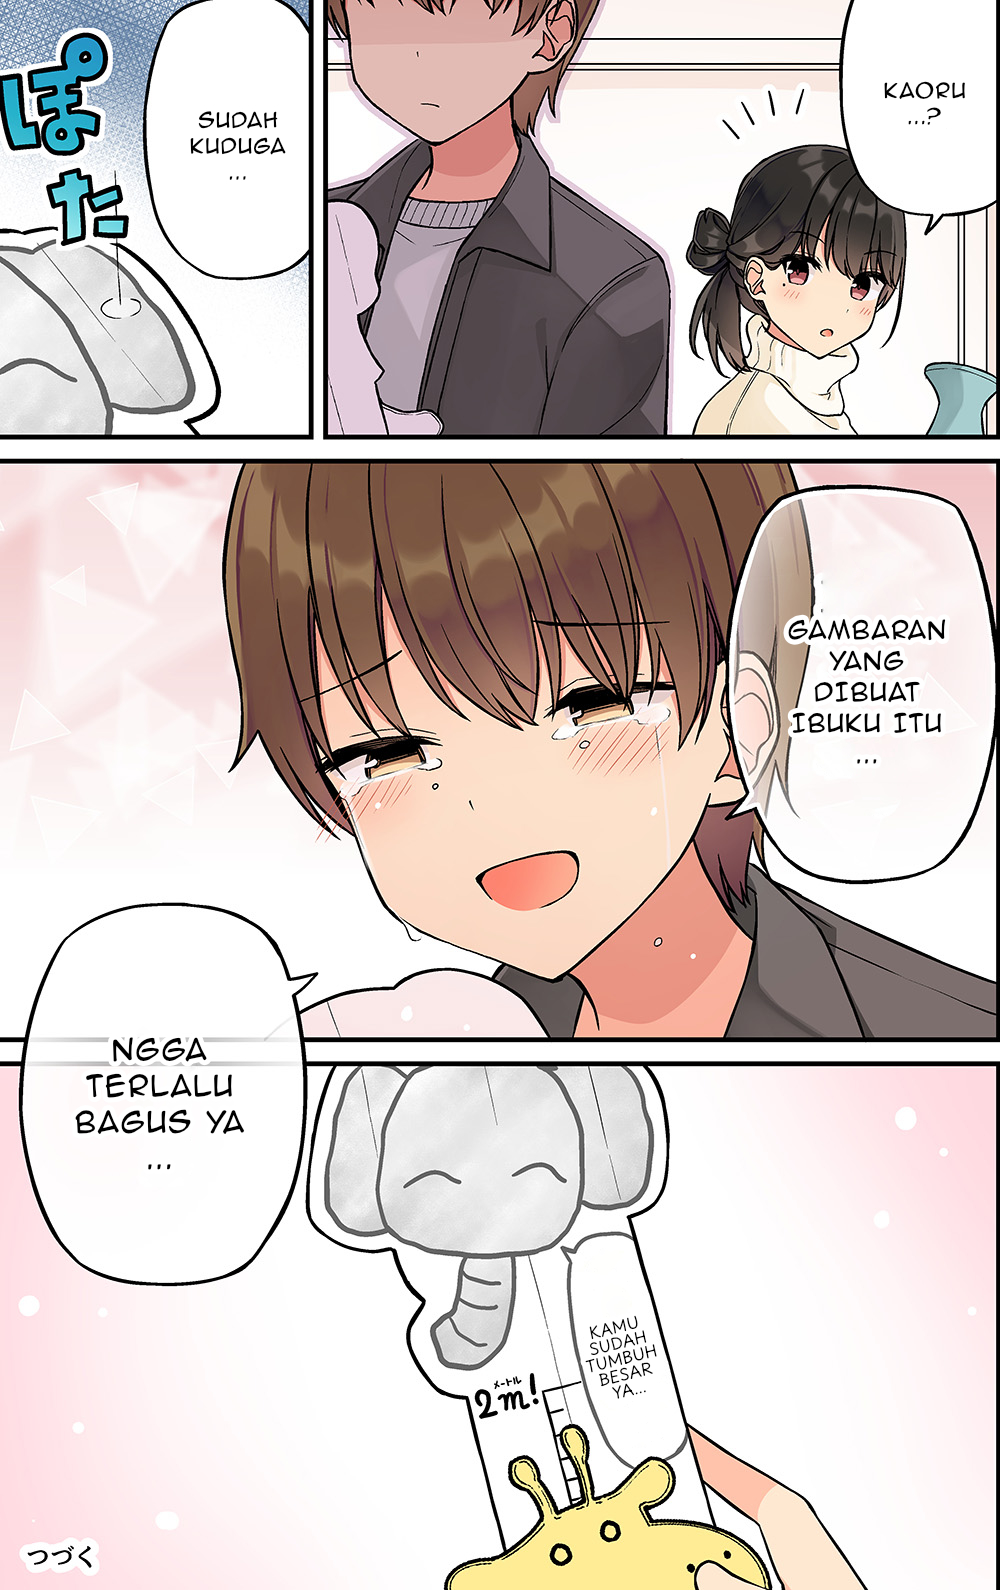 KAORU
...?
SUDAH
KUDUGA
...
ぽた
GAMBARAN
YANG
DIBUAT
IBUKU ITU
...
NGGA
TERLALU
BAGUS YA
...
KAMU
SUDAH
TUMBUH
BESAR
YA...
メートル
2m!
つづく